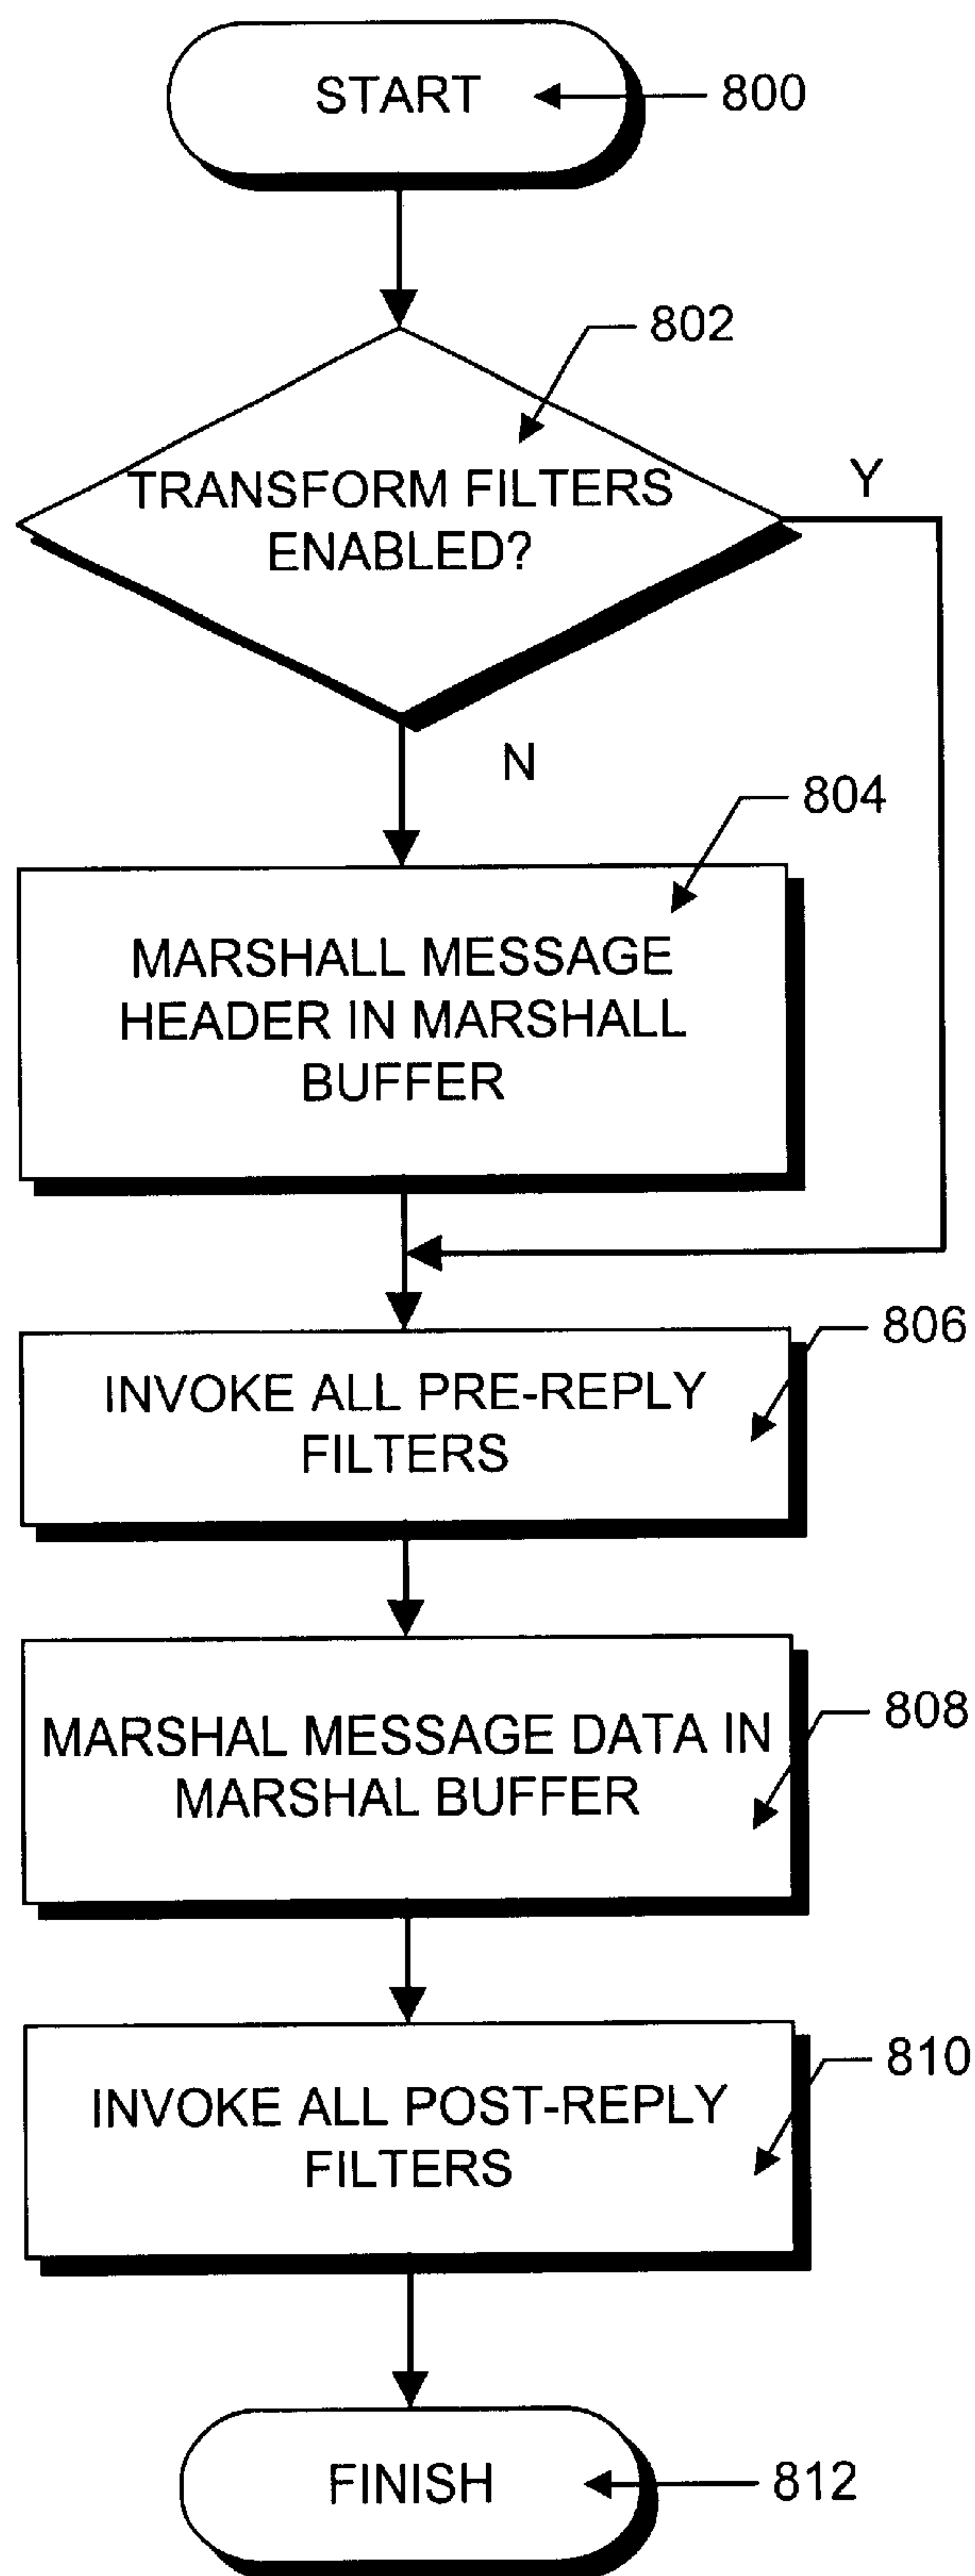 START
800
802
TRANSFORM FILTERS
ENABLED?
Y
N
804
MARSHALL MESSAGE
HEADER IN MARSHALL
BUFFER
806
INVOKE ALL PRE-REPLY
FILTERS
808
MARSHAL MESSAGE DATA IN
MARSHAL BUFFER
810
INVOKE ALL POST-REPLY
FILTERS
FINISH
812